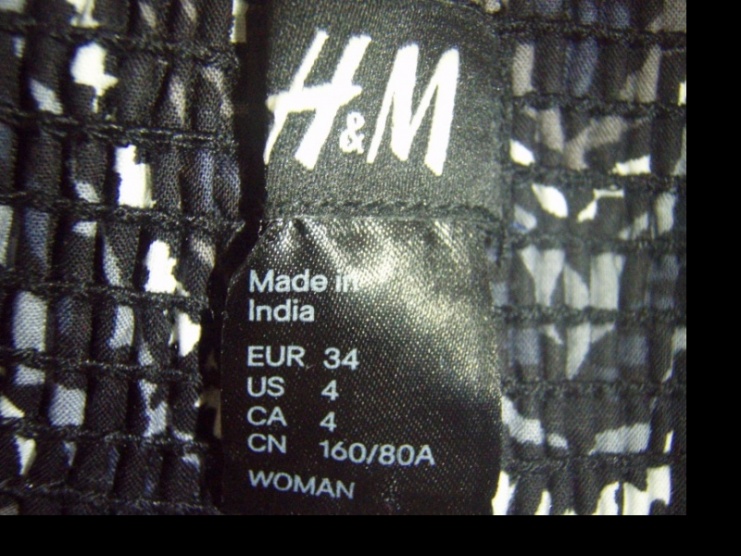 H&M
Made in
India
EUR 34
US 4
CA 4
CN 160/80A
WOMAN